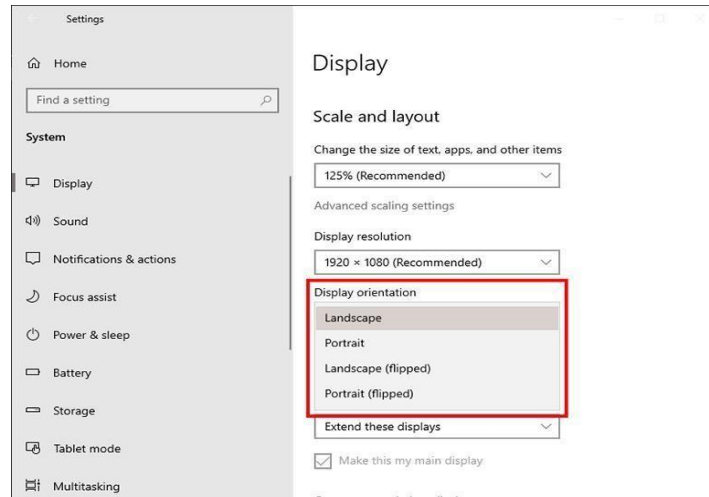 Settings
Home
Find a setting
System
Display
Sound
Notifications & actions
Focus assist
Power & sleep
Battery
Storage
Tablet mode
Multitasking
Display
Scale and layout
Change the size of text, apps, and other items
125% (Recommended)
Advanced scaling settings
Display resolution
1920 × 1080 (Recommended)
Display orientation
Landscape
Portrait
Landscape (flipped)
Portrait (flipped)
Extend these displays
Make this my main display